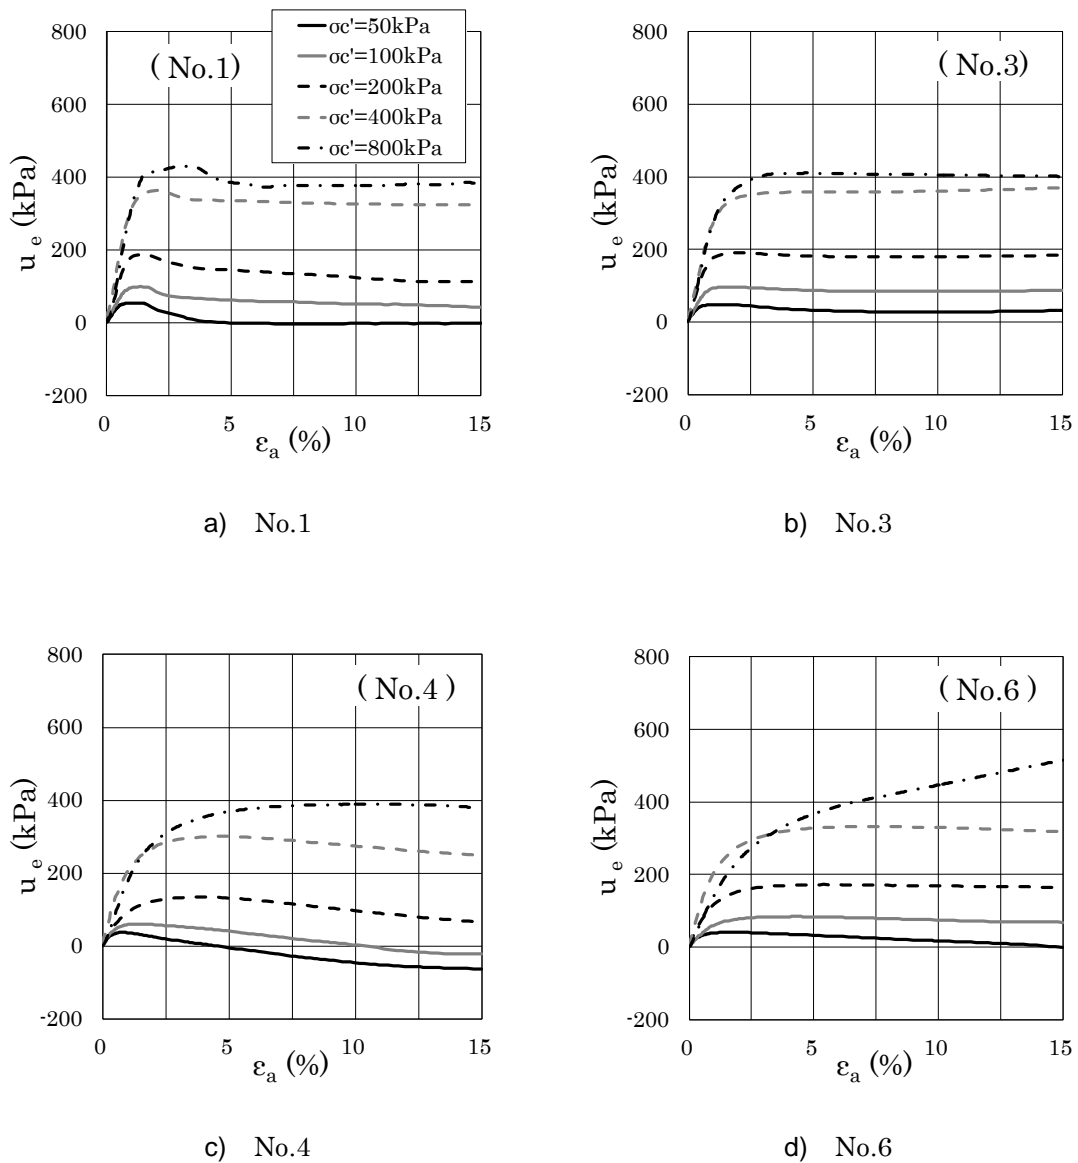 800
600
400
200
0
-200
u e (kPa)
( No.1)
σc'=50kPa
σc'=100kPa
σc'=200kPa
σc'=400kPa
σc'=800kPa
0 5 10 15
εa (%)
a) No.1
800
600
400
200
0
-200
u e (kPa)
( No.3)
0 5 10 15
εa (%)
b) No.3
800
600
400
200
0
-200
u e (kPa)
( No.4 )
0 5 10 15
εa (%)
c) No.4
800
600
400
200
0
-200
u e (kPa)
( No.6 )
0 5 10 15
εa (%)
d) No.6